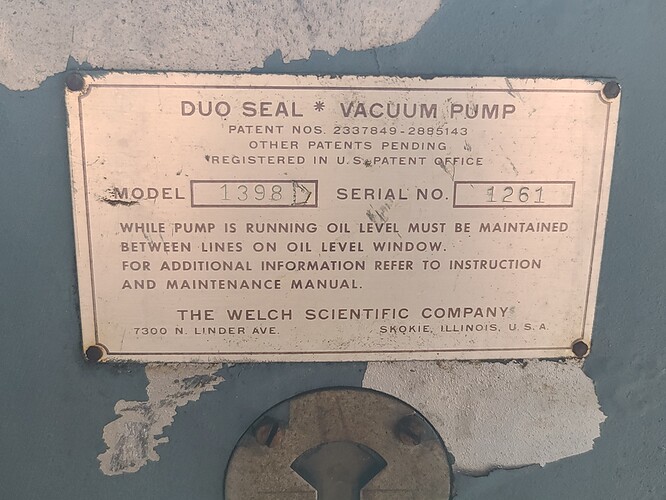 DUO SEAL * VACUUM PUMP
PATENT NOS. 2337849-2885143
OTHER PATENTS PENDING
*REGISTERED IN U.S. PATENT OFFICE
MODEL 1398D SERIAL NO. 1261
WHILE PUMP IS RUNNING OIL LEVEL MUST BE MAINTAINED
BETWEEN LINES ON OIL LEVEL WINDOW.
FOR ADDITIONAL INFORMATION REFER TO INSTRUCTION
AND MAINTENANCE MANUAL.
THE WELCH SCIENTIFIC COMPANY
7300 N. LINDER AVE. SKOKIE, ILLINOIS, U.S.A.